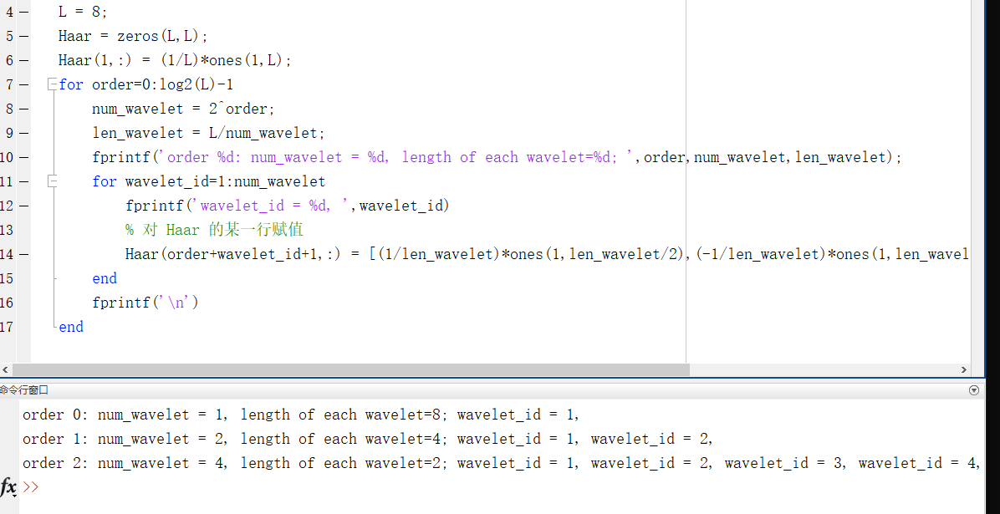 4 — L = 8;
5 — Haar = zeros(L,L);
6 — Haar(1,:) = (1/L)*ones(1,L);
7 — for order=0:log2(L)-1
8 — num_wavelet = 2^order;
9 — len_wavelet = L/num_wavelet;
10 — fprintf('order %d: num_wavelet = %d, length of each wavelet=%d; ',order,num_wavelet,len_wavelet);
11 — for wavelet_id=1:num_wavelet
12 — fprintf('wavelet_id = %d, ',wavelet_id)
13 % 对 Haar 的某一行赋值
14 — Haar(order+wavelet_id+1,:) = [(1/len_wavelet)*ones(1,len_wavelet/2),(-1/len_wavelet)*ones(1,len_wavel
15 end
16 fprintf('\n')
17 end
命令行窗口
order 0: num_wavelet = 1, length of each wavelet=8; wavelet_id = 1,
order 1: num_wavelet = 2, length of each wavelet=4; wavelet_id = 1, wavelet_id = 2,
order 2: num_wavelet = 4, length of each wavelet=2; wavelet_id = 1, wavelet_id = 2, wavelet_id = 3, wavelet_id = 4,
fx >>